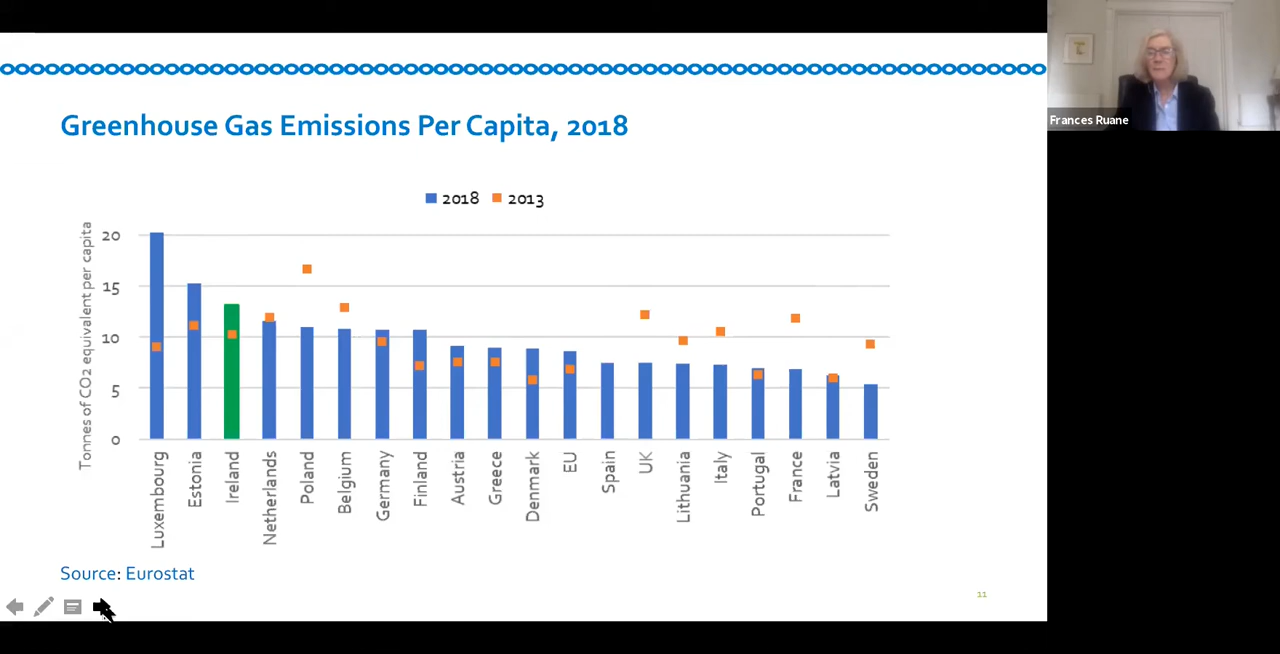 Greenhouse Gas Emissions Per Capita, 2018
Frances Ruane
2018 2013
Tonnes of CO2 equivalent per capita
20
15
10
5
0
Luxembourg
Estonia
Ireland
Netherlands
Poland
Belgium
Germany
Finland
Austria
Greece
Denmark
EU
Spain
UK
Lithuania
Italy
Portugal
France
Latvia
Sweden
Source: Eurostat
11